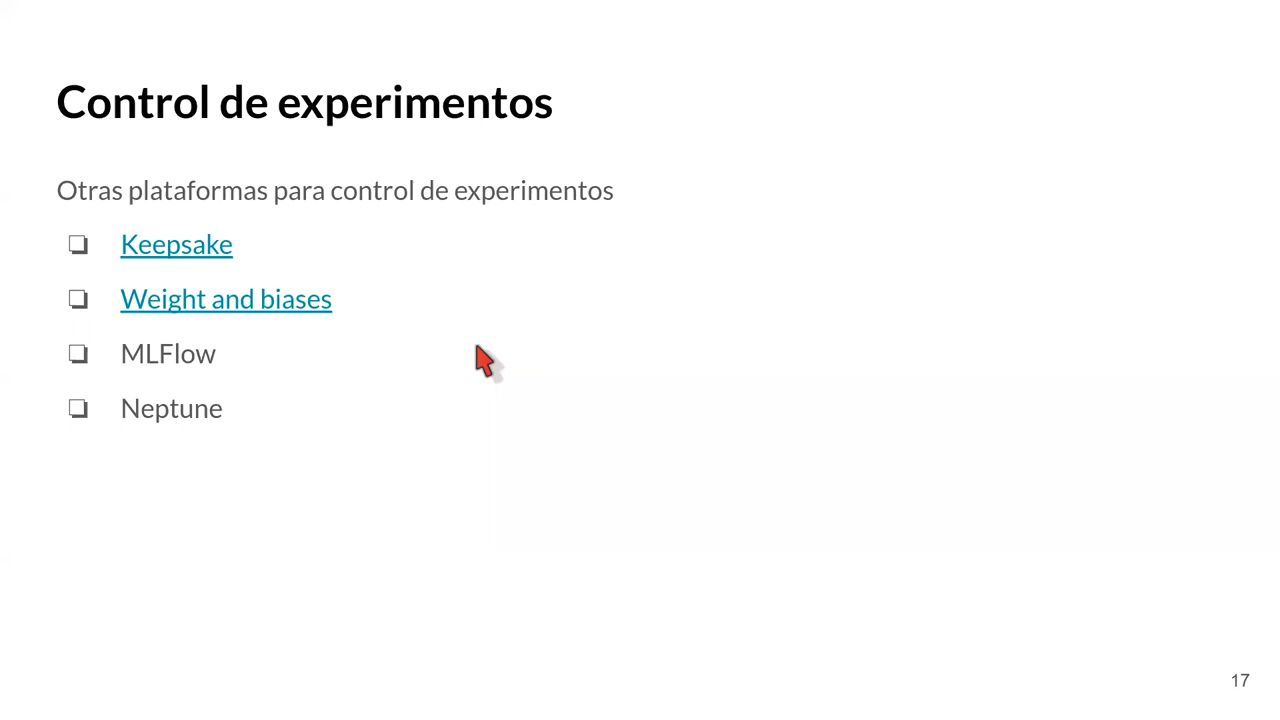 Control de experimentos
Otras plataformas para control de experimentos
❏ Keepsake
❏ Weight and biases
❏ MLFlow
❏ Neptune
17